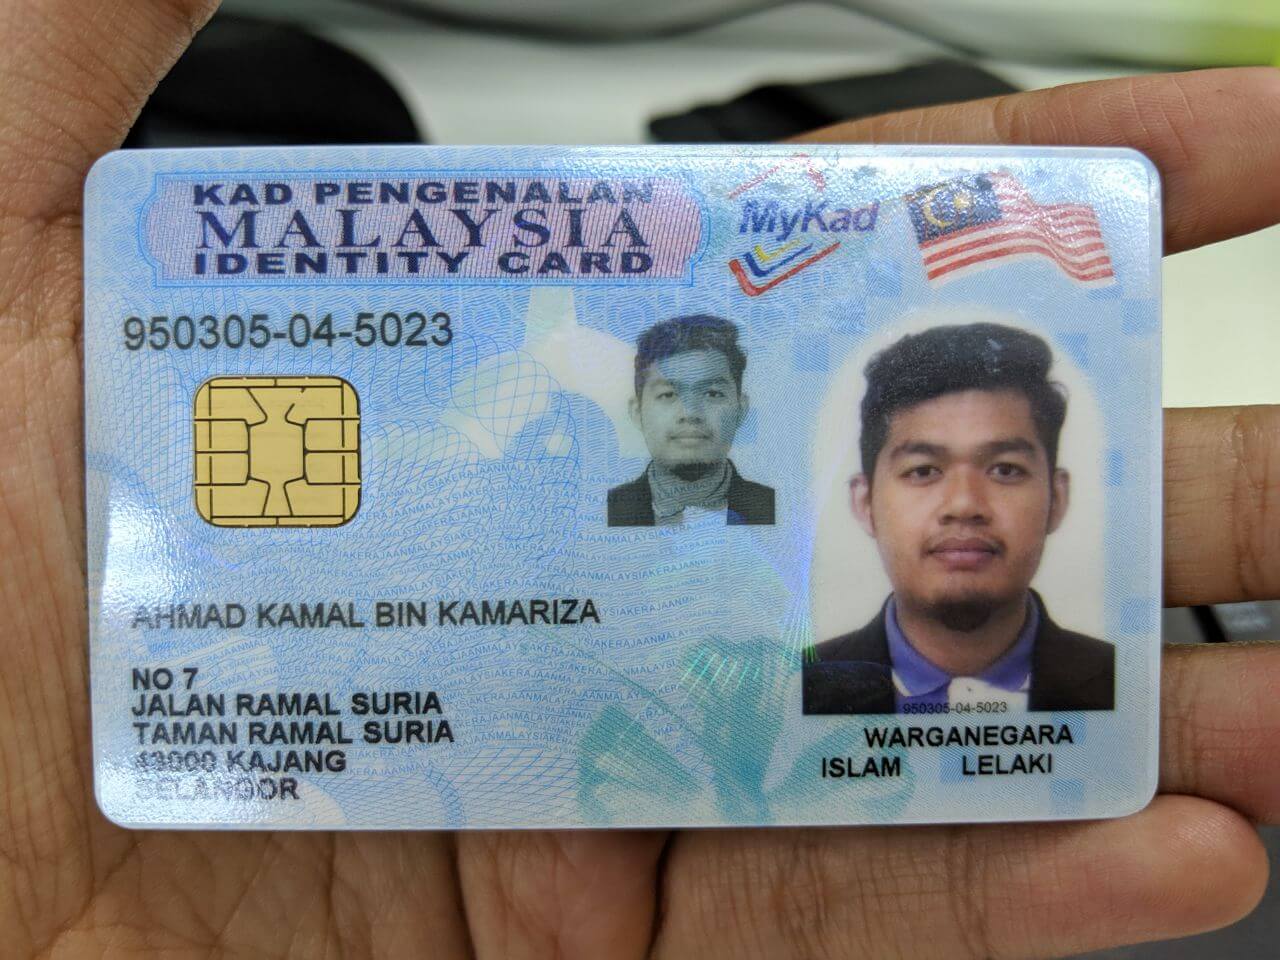 KAD PENGENALAN
MALAYSIA
IDENTITY CARD
MyKad
950305-04-5023
AHMAD KAMAL BIN KAMARIZA
NO 7
JALAN RAMAL SURIA
TAMAN RAMAL SURIA
43000 KAJANG
SELANGOR
950305-04-5023
WARGANEGARA
ISLAM LELAKI